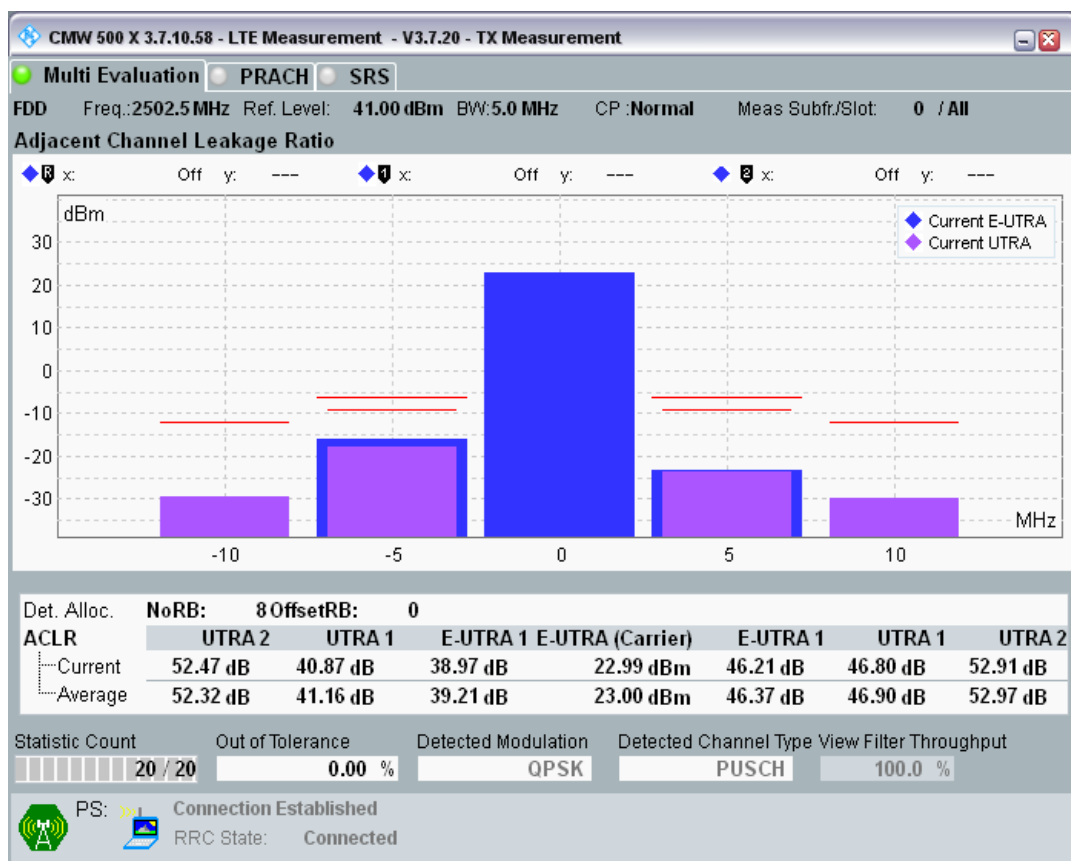 CMW 500 X 3.7.10.58 - LTE Measurement - V3.7.20 - TX Measurement
Multi Evaluation PRACH SRS
FDD Freq.:2502.5 MHz Ref. Level: 41.00 dBm BW:5.0 MHz CP :Normal Meas Subfr./Slot: 0 / All
Adjacent Channel Leakage Ratio
R x: Off y: --- 1 x: Off y: --- 2 x: Off y: ---
dBm
Current E-UTRA
Current UTRA
30
20
10
0
-10
-20
-30
MHz
-10 -5 0 5 10
Det. Alloc. NoRB: 8 OffsetRB: 0
ACLR UTRA 2 UTRA 1 E-UTRA 1 E-UTRA (Carrier) E-UTRA 1 UTRA 1 UTRA 2
Current 52.47 dB 40.87 dB 38.97 dB 22.99 dBm 46.21 dB 46.80 dB 52.91 dB
Average 52.32 dB 41.16 dB 39.21 dB 23.00 dBm 46.37 dB 46.90 dB 52.97 dB
Statistic Count Out of Tolerance Detected Modulation Detected Channel Type View Filter Throughput
20 / 20 0.00 % QPSK PUSCH 100.0 %
PS: Connection Established
RRC State: Connected